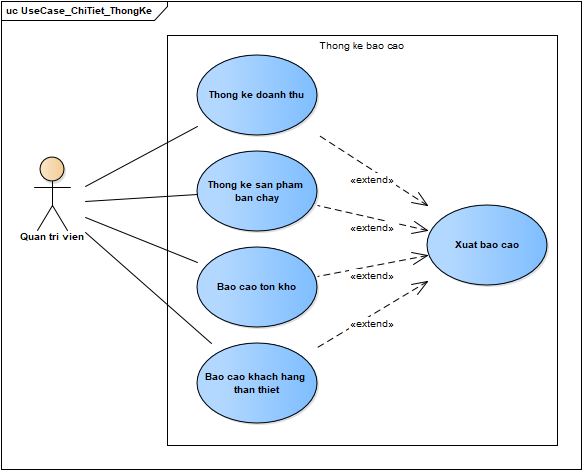 uc UseCase_ChiTiet_ThongKe
Thong ke bao cao
Thong ke doanh thu
«extend»
Thong ke san pham
ban chay
«extend»
Quan tri vien
Xuat bao cao
Bao cao ton kho
«extend»
«extend»
Bao cao khach hang
than thiet